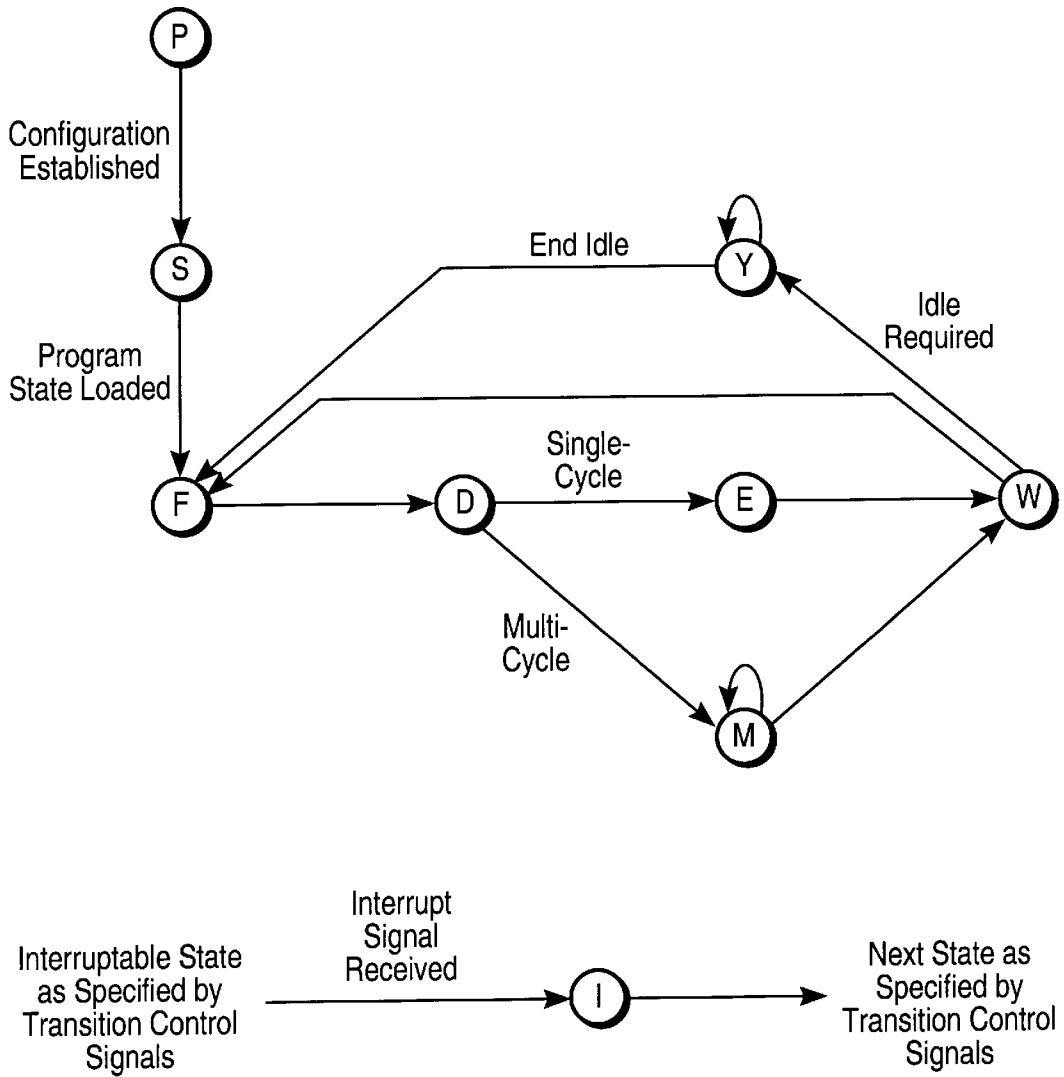 P
Configuration
Established
S
End Idle
Y
Idle
Required
Program
State Loaded
F
D
Single-
Cycle
E
W
Multi-
Cycle
M
Interrupt
Signal
Received
Interruptable State
as Specified by
Transition Control
Signals
I
Next State as
Specified by
Transition Control
Signals